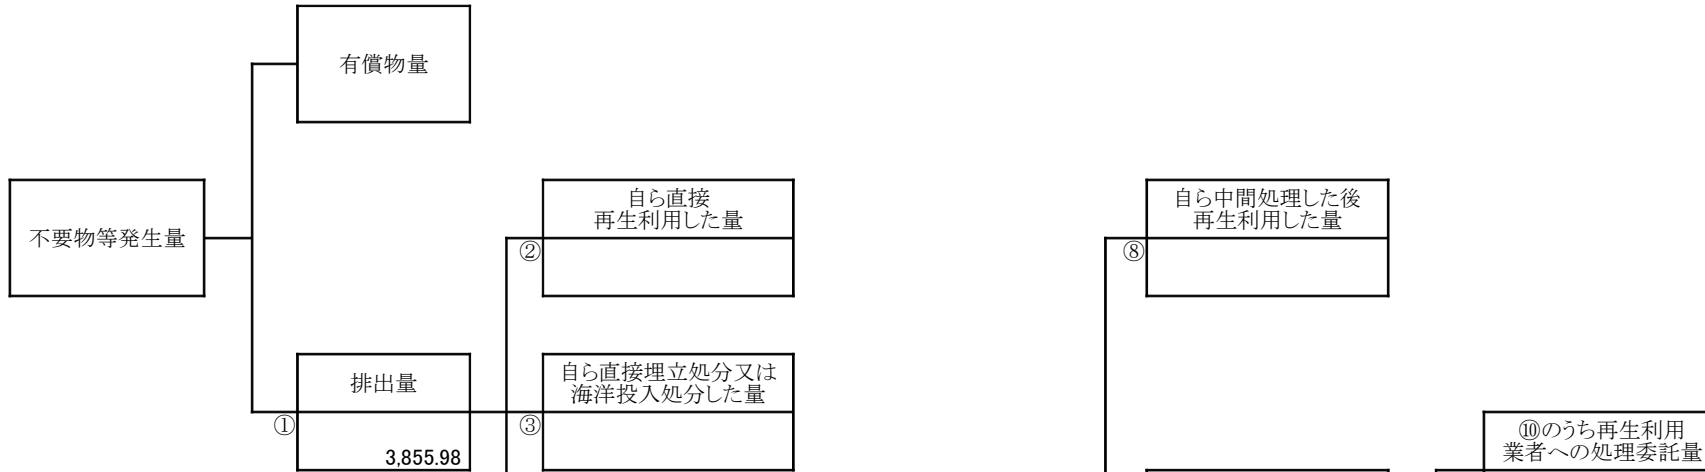 有償物量
不要物等発生量
自ら直接
再生利用した量
②
自ら中間処理した後
再生利用した量
⑧
排出量
①
3,855.98
自ら直接埋立処分又は
海洋投入処分した量
③
⑩のうち再生利用
業者への処理委託量